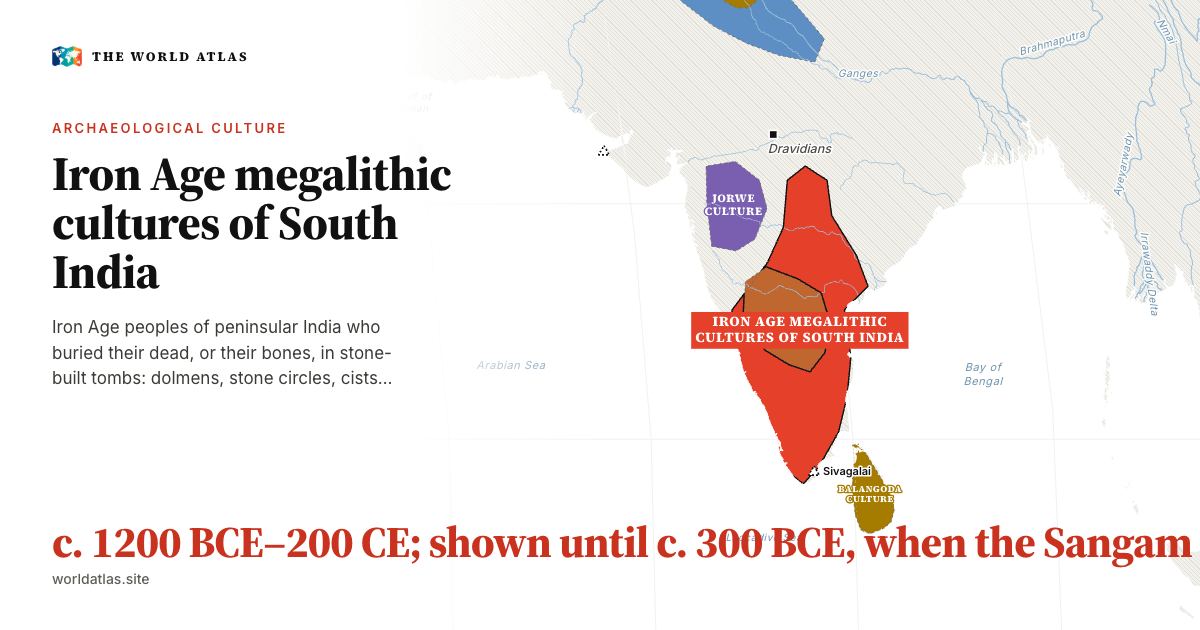 THE WORLD ATLAS
ARCHAEOLOGICAL CULTURE
Iron Age megalithic
cultures of South
India
Iron Age peoples of peninsular India who
buried their dead, or their bones, in stone-
built tombs: dolmens, stone circles, cists…
c. 1200 BCE–200 CE; shown until c. 300 BCE, when the Sangam
worldatlas.site
Nmai
Brahmaputra
Ganges
Ayeyarwady
Dravidians
JORWE
CULTURE
Irrawaddy Delta
IRON AGE MEGALITHIC
CULTURES OF SOUTH INDIA
Arabian Sea
Bay of
Bengal
Sivagalai
BALANGODA
CULTURE